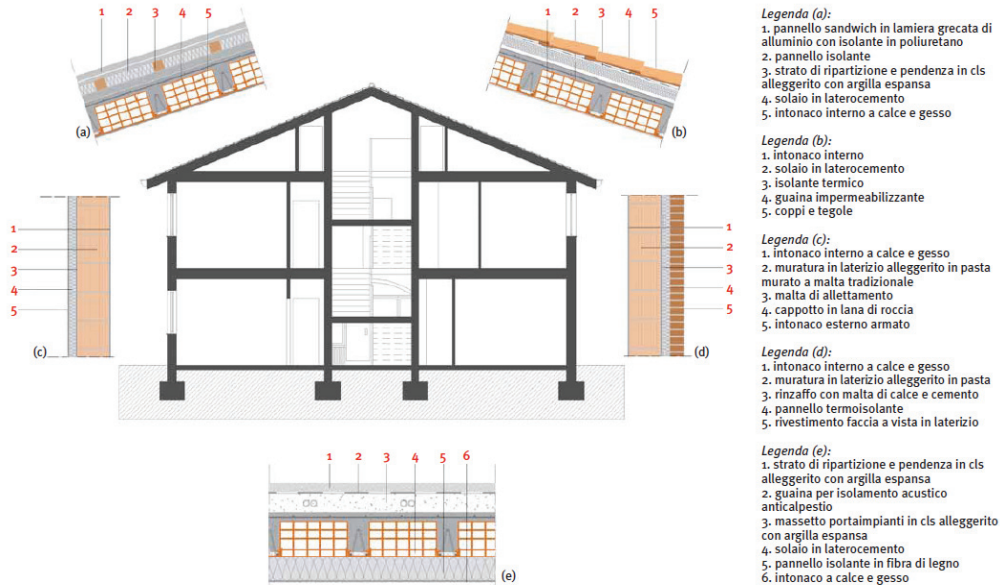 1 2 3 4 5
(a)
1 2 3 4 5
(b)
1
2
3
4
5
(c)
1
2
3
4
5
(d)
1 2 3 4 5 6
(e)
Legenda (a):
1. pannello sandwich in lamiera grecata di
alluminio con isolante in poliuretano
2. pannello isolante
3. strato di ripartizione e pendenza in cls
alleggerito con argilla espansa
4. solaio in laterocemento
5. intonaco interno a calce e gesso
Legenda (b):
1. intonaco interno
2. solaio in laterocemento
3. isolante termico
4. guaina impermeabilizzante
5. coppi e tegole
Legenda (c):
1. intonaco interno a calce e gesso
2. muratura in laterizio alleggerito in pasta
murato a malta tradizionale
3. malta di allettamento
4. cappotto in lana di roccia
5. intonaco esterno armato
Legenda (d):
1. intonaco interno a calce e gesso
2. muratura in laterizio alleggerito in pasta
3. rinzaffo con malta di calce e cemento
4. pannello termoisolante
5. rivestimento faccia a vista in laterizio
Legenda (e):
1. strato di ripartizione e pendenza in cls
alleggerito con argilla espansa
2. guaina per isolamento acustico
anticalpestio
3. massetto portaimpianti in cls alleggerito
con argilla espansa
4. solaio in laterocemento
5. pannello isolante in fibra di legno
6. intonaco a calce e gesso